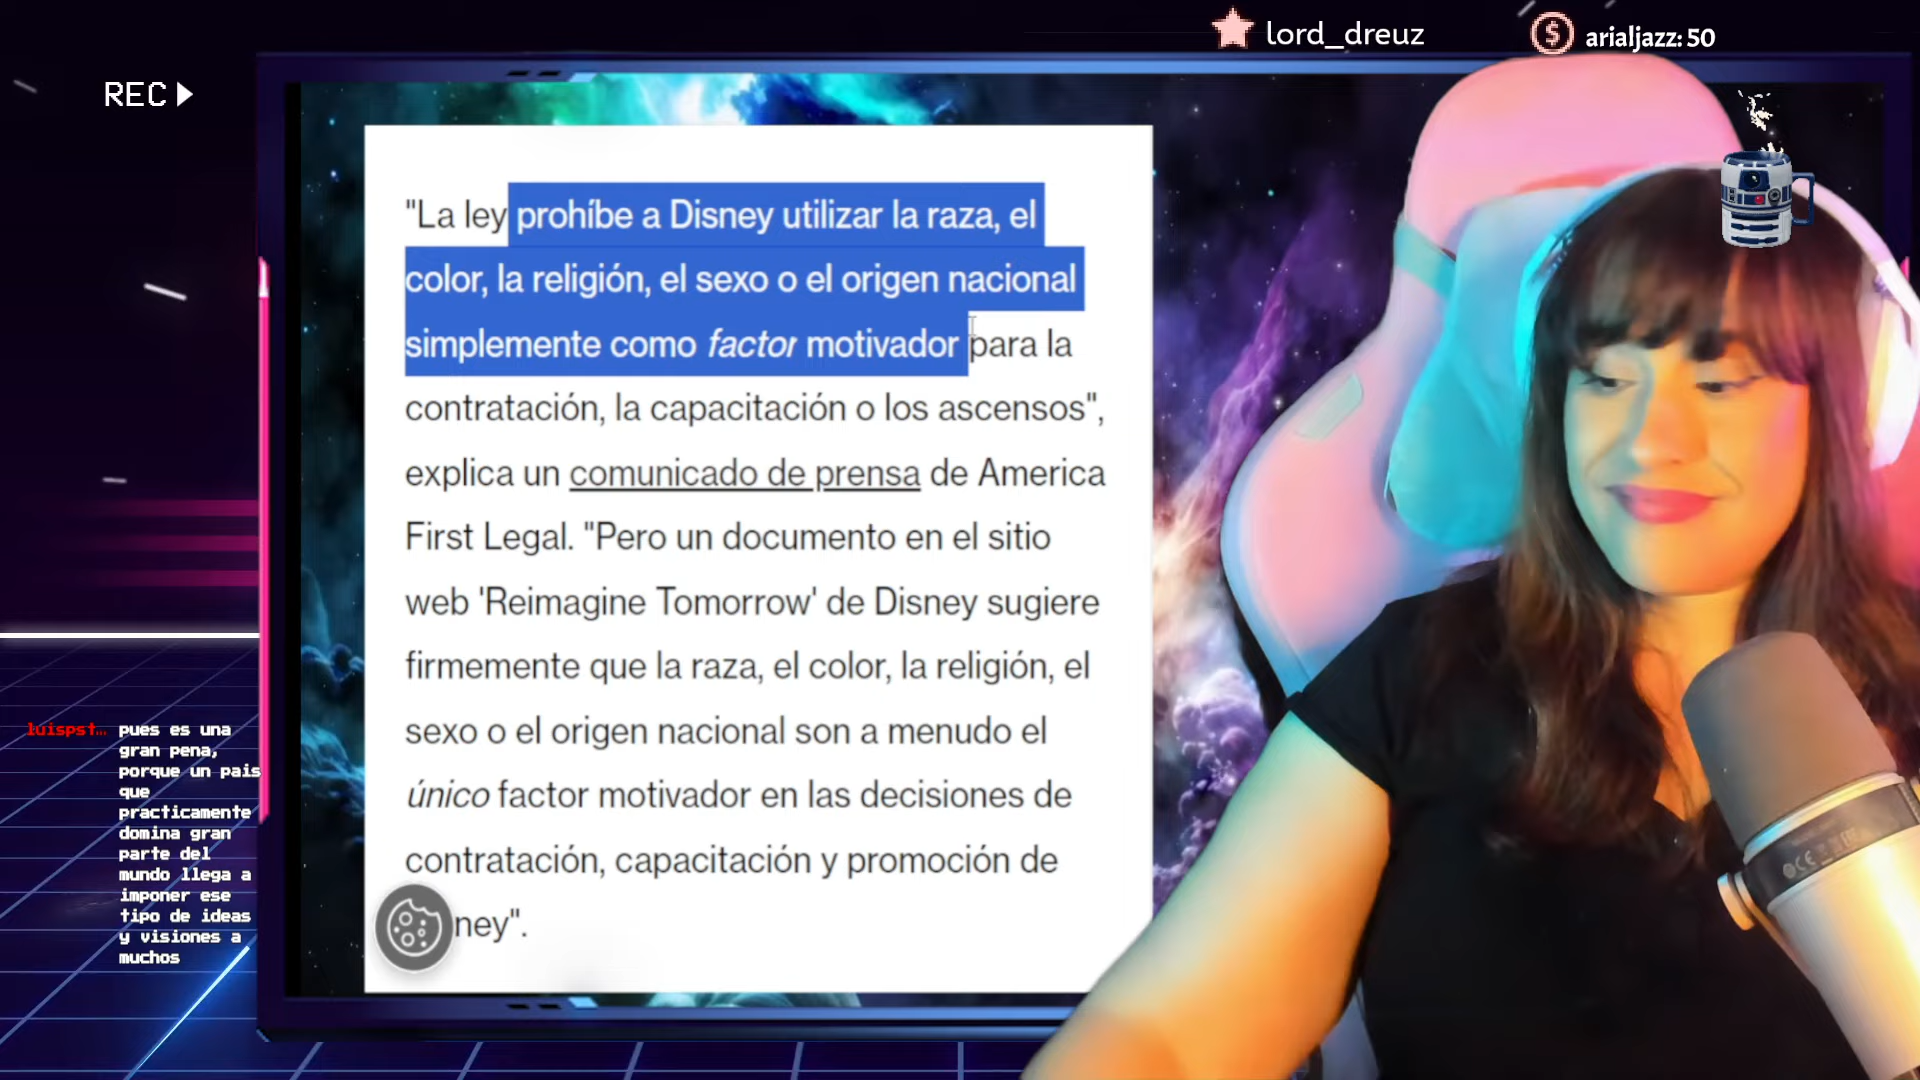 lord_dreuz
arialjazz: 50
REC
"La ley prohíbe a Disney utilizar la raza, el
color, la religión, el sexo o el origen nacional
simplemente como factor motivador para la
contratación, la capacitación o los ascensos",
explica un comunicado de prensa de America
First Legal. "Pero un documento en el sitio
web 'Reimagine Tomorrow' de Disney sugiere
firmemente que la raza, el color, la religión, el
sexo o el origen nacional son a menudo el
único factor motivador en las decisiones de
contratación, capacitación y promoción de
ney".
luispst… pues es una
gran pena,
porque un pais
que
practicamente
domina gran
parte del
mundo llega a
imponer ese
tipo de ideas
y visiones a
muchos